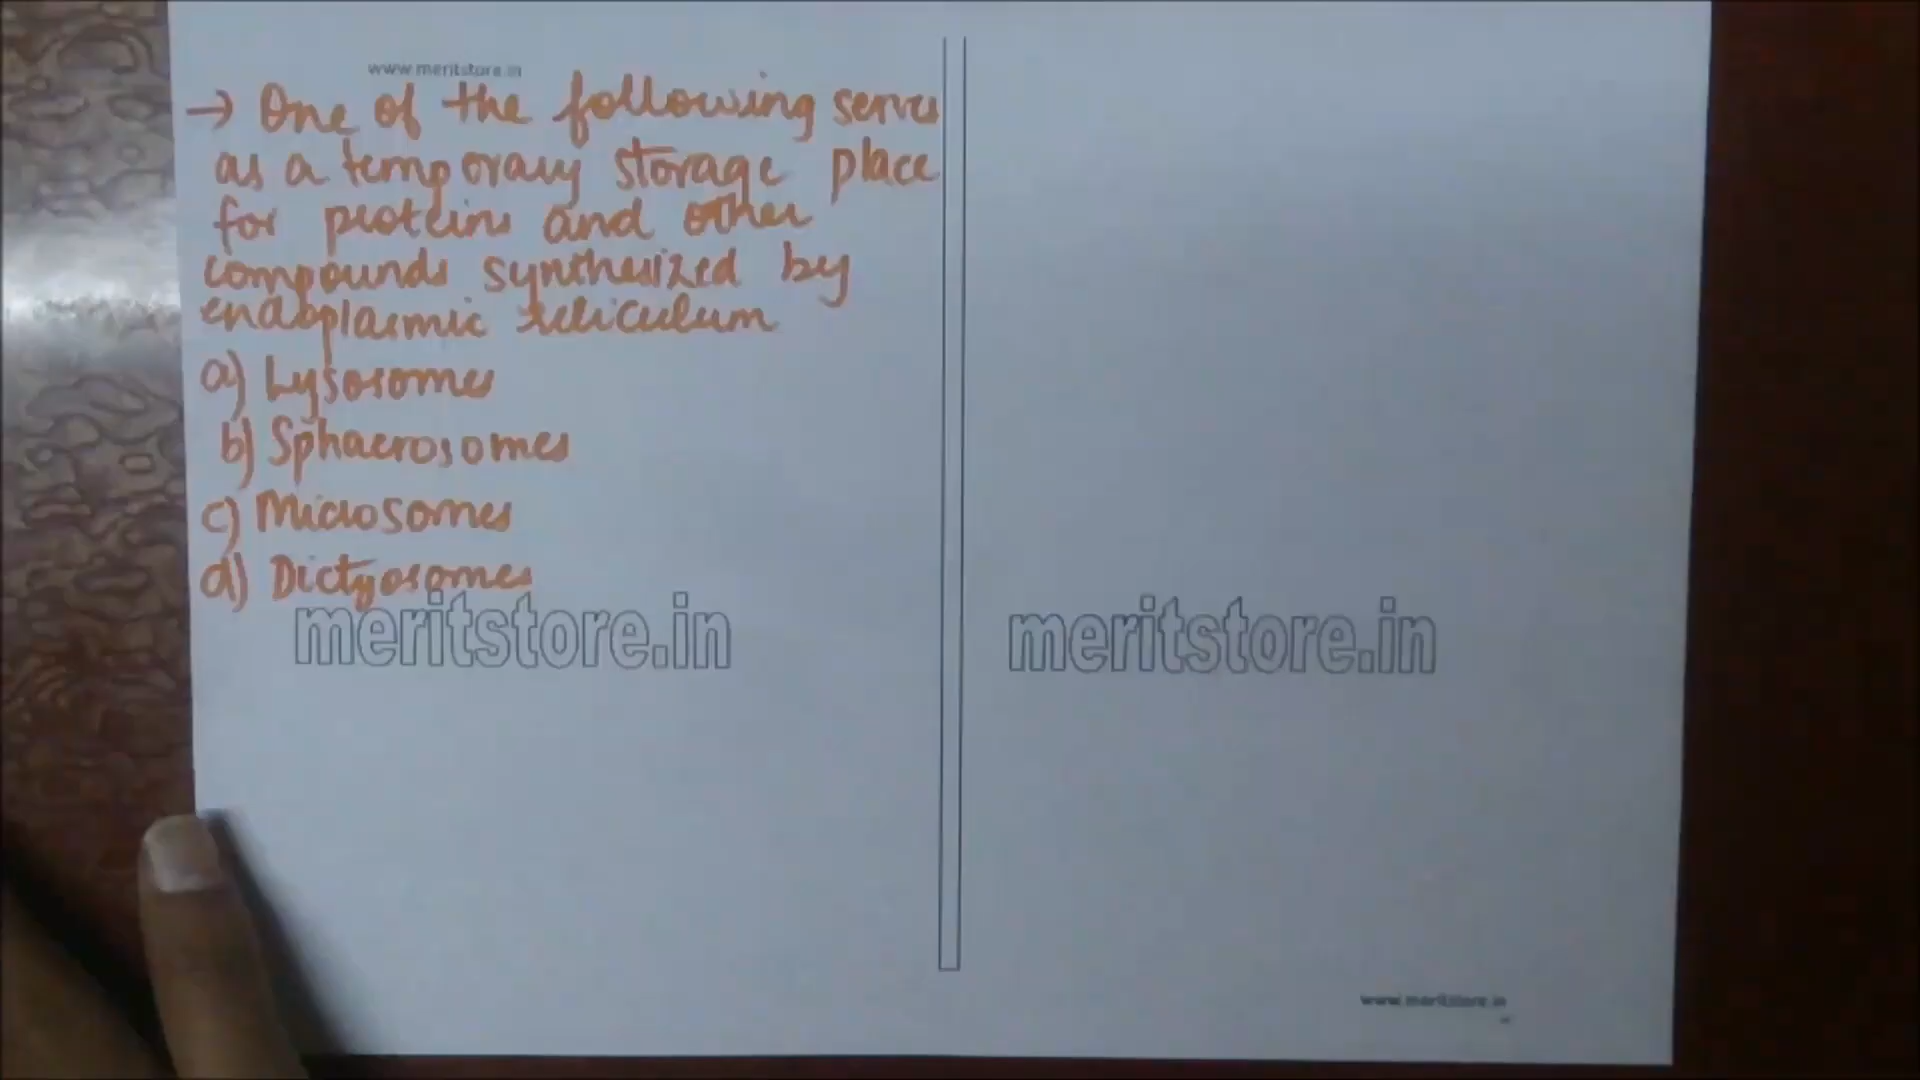 www.meritstore.in
→ One of the following serves
as a temporary storage place
for proteins and other
compounds synthesized by
endoplasmic reticulum
a) Lysosomes
b) Sphaerosomes
c) Microsomes
d) Dictyosomes
meritstore.in
meritstore.in
www.meritstore.in